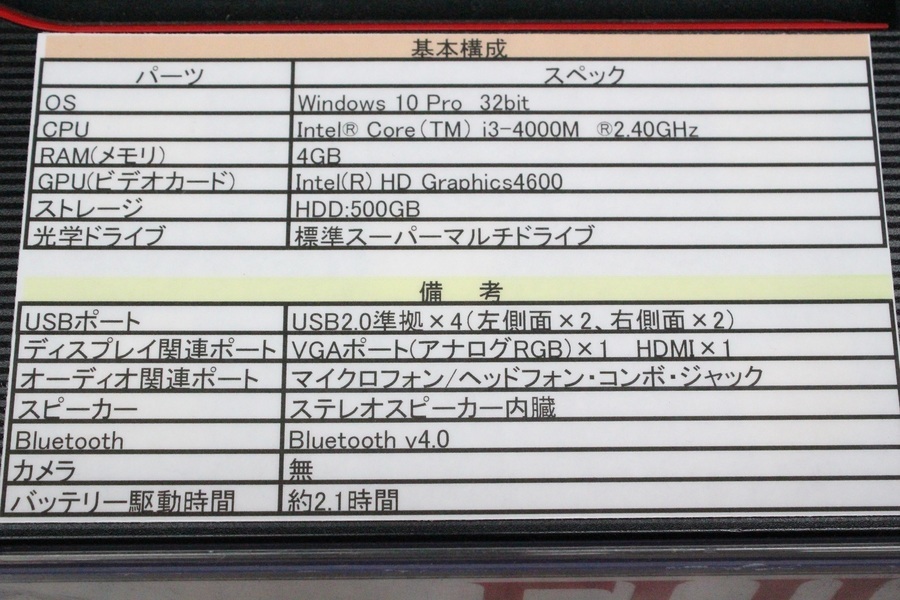 基本構成
パーツ スペック
OS Windows 10 Pro 32bit
CPU Intel® Core(TM) i3-4000M ®2.40GHz
RAM(メモリ) 4GB
GPU(ビデオカード) Intel(R) HD Graphics4600
ストレージ HDD:500GB
光学ドライブ 標準スーパーマルチドライブ
備 考
USBポート USB2.0準拠×4(左側面×2、右側面×2)
ディスプレイ関連ポート VGAポート(アナログRGB)×1 HDMI×1
オーディオ関連ポート マイクロフォン/ヘッドフォン・コンボ・ジャック
スピーカー ステレオスピーカー内臓
Bluetooth Bluetooth v4.0
カメラ 無
バッテリー駆動時間 約2.1時間